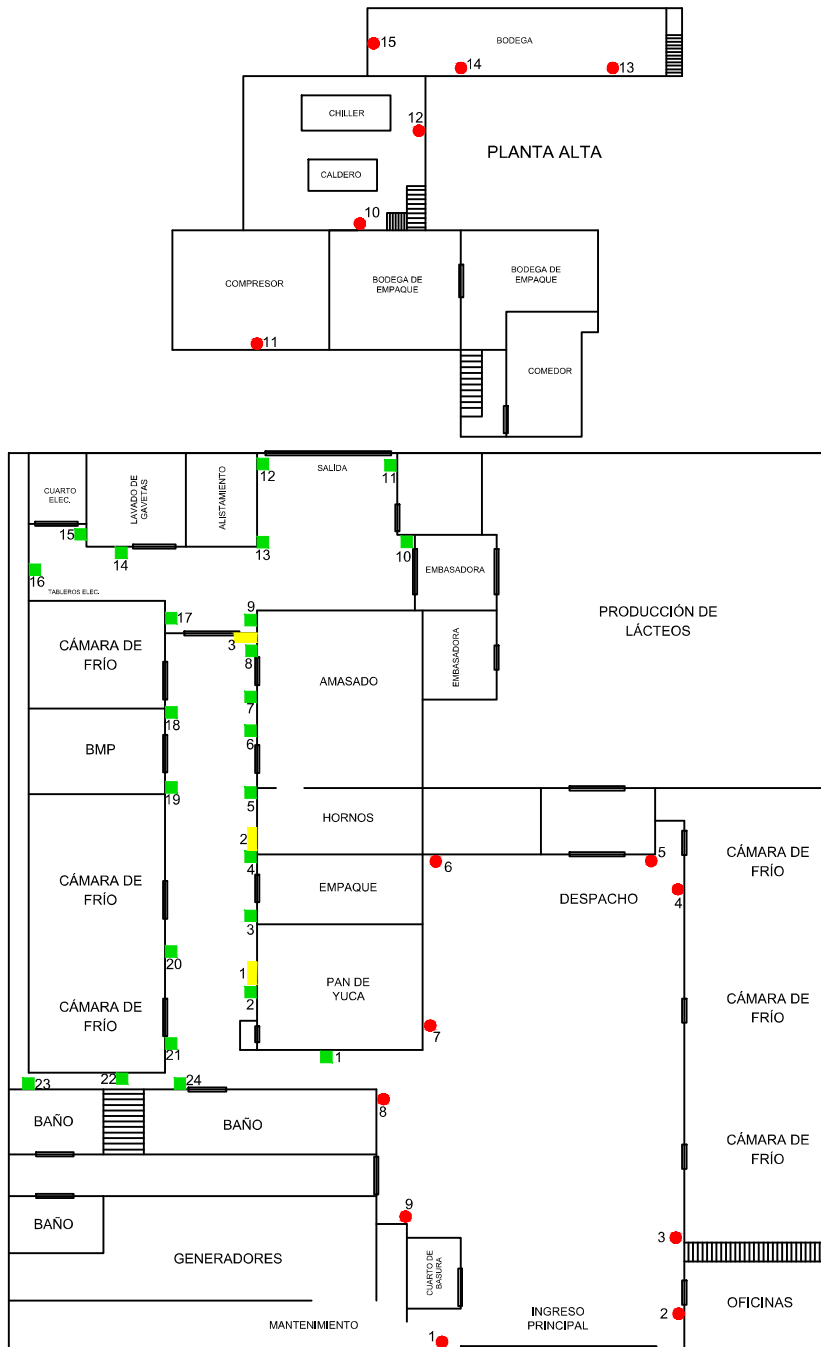 BODEGA
15
14
13
CHILLER
12
PLANTA ALTA
CALDERO
10
COMPRESOR
BODEGA DE
EMPAQUE
BODEGA DE
EMPAQUE
11
COMEDOR
12
SALÍDA
11
CUARTO
ELEC.
LAVADO DE
GAVETAS
ALISTAMIENTO
15
14
13
10
16
EMBASADORA
TABLEROS ELEC.
17
9
PRODUCCIÓN DE
LÁCTEOS
CÁMARA DE
FRÍO
3
8
EMBASADORA
AMASADO
7
18
6
BMP
19
5
HORNOS
2
4
6
5
CÁMARA DE
FRÍO
EMPAQUE
DESPACHO
4
CÁMARA DE
FRÍO
3
20
1
2
PAN DE
YUCA
CÁMARA DE
FRÍO
CÁMARA DE
FRÍO
7
21
1
22
23
24
8
BAÑO
BAÑO
CÁMARA DE
FRÍO
9
BAÑO
3
GENERADORES
CUARTO DE
BASURA
OFICINAS
2
INGRESO
PRINCIPAL
MANTENIMIENTO
1